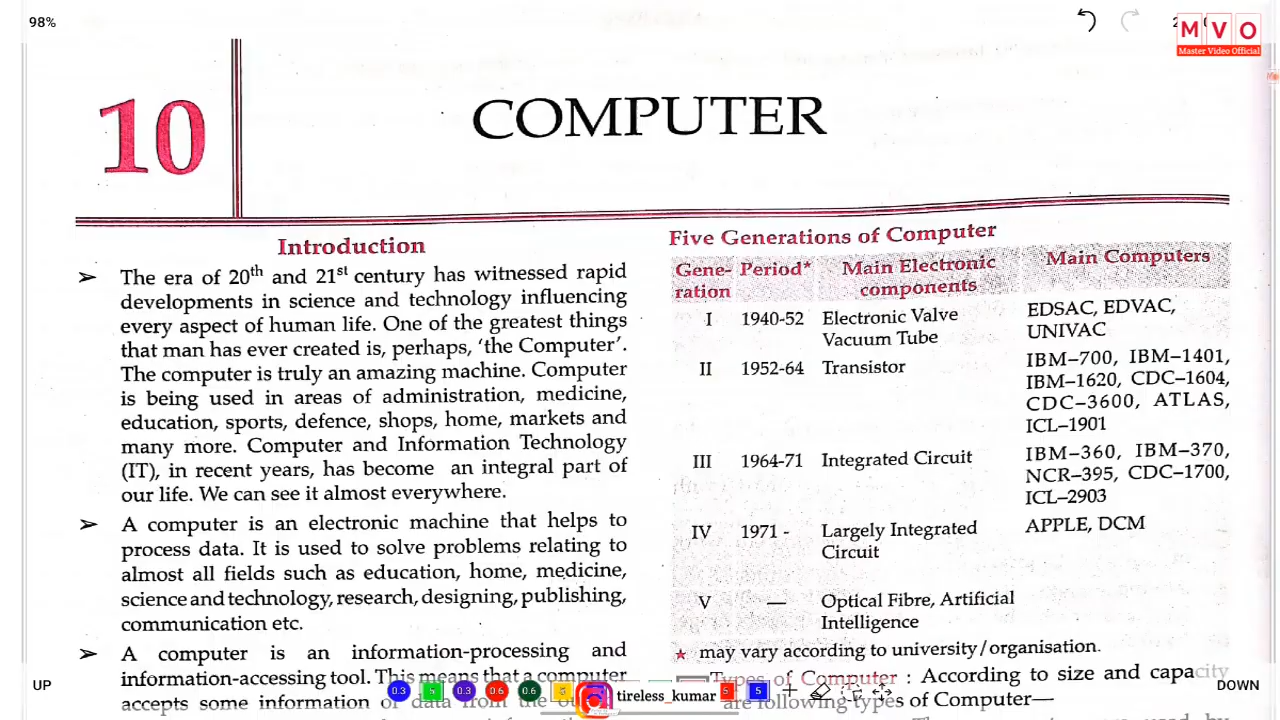 98%
M V O
Master Video Official
10
COMPUTER
Introduction
➢ The era of 20th and 21st century has witnessed rapid
developments in science and technology influencing
every aspect of human life. One of the greatest things
that man has ever created is, perhaps, 'the Computer'.
The computer is truly an amazing machine. Computer
is being used in areas of administration, medicine,
education, sports, defence, shops, home, markets and
many more. Computer and Information Technology
(IT), in recent years, has become an integral part of
our life. We can see it almost everywhere.
➢ A computer is an electronic machine that helps to
process data. It is used to solve problems relating to
almost all fields such as education, home, medicine,
science and technology, research, designing, publishing,
communication etc.
➢ A computer is an information-processing and
information-accessing tool. This means that a computer
accepts some information or data from the
Five Generations of Computer
Gene- Period* Main Electronic Main Computers
ration components
I 1940-52 Electronic Valve EDSAC, EDVAC,
Vacuum Tube UNIVAC
II 1952-64 Transistor IBM–700, IBM–1401,
IBM–1620, CDC–1604,
CDC–3600, ATLAS,
ICL–1901
III 1964-71 Integrated Circuit IBM–360, IBM–370,
NCR–395, CDC–1700,
ICL–2903
IV 1971 - Largely Integrated APPLE, DCM
Circuit
V — Optical Fibre, Artificial
Intelligence
★ may vary according to university/organisation.
Types of Computer : According to size and capacity
are following types of Computer—
UP
DOWN
0.3 5 0.3 0.6 0.6 tireless_kumar 5 5